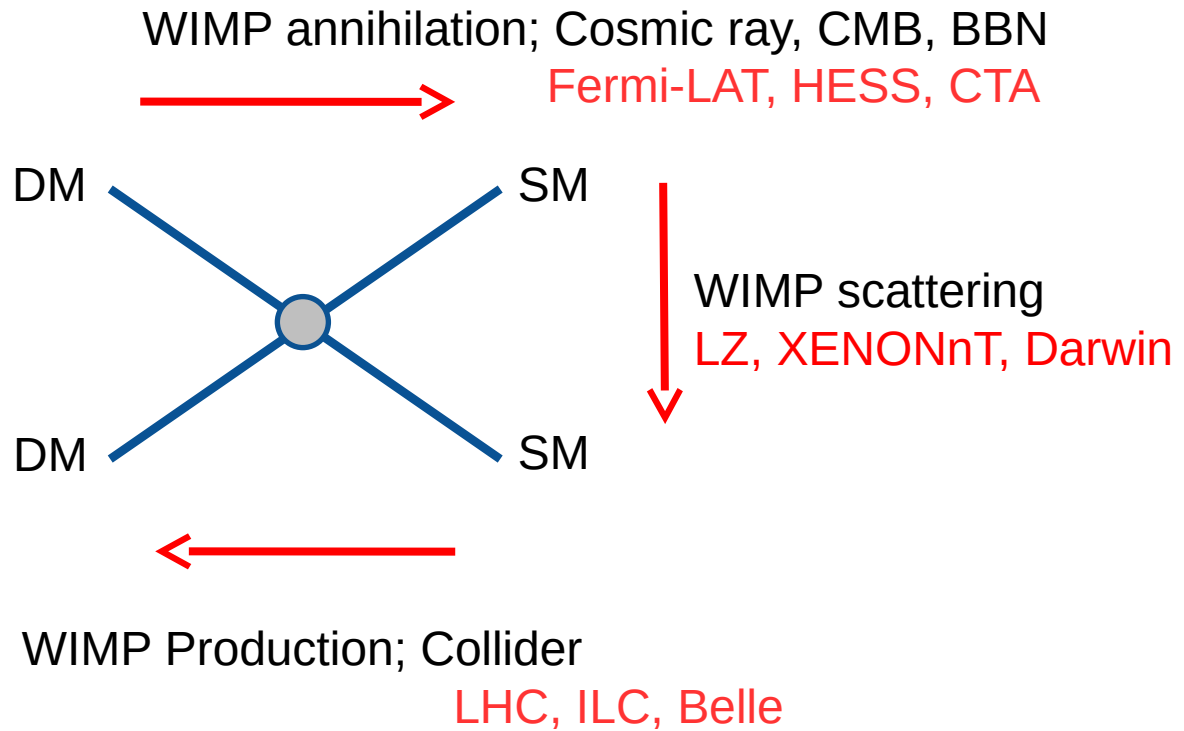 WIMP annihilation; Cosmic ray, CMB, BBN
Fermi-LAT, HESS, CTA
DM
SM
WIMP scattering
LZ, XENONnT, Darwin
DM
SM
WIMP Production; Collider
LHC, ILC, Belle